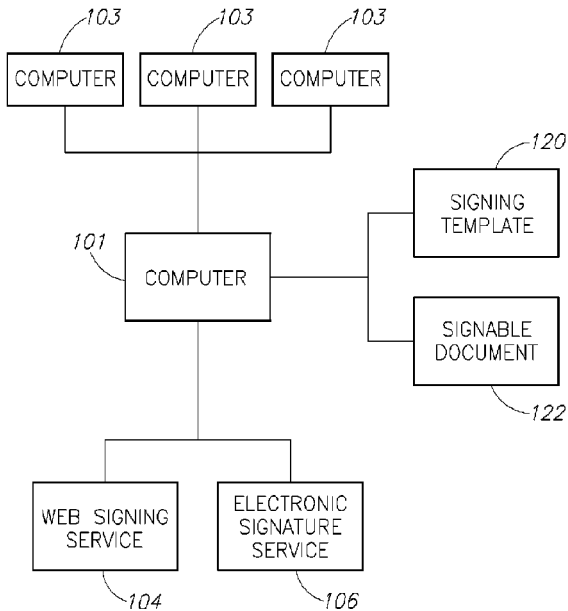 103
103
103
COMPUTER
COMPUTER
COMPUTER
120
SIGNING
TEMPLATE
101
COMPUTER
SIGNABLE
DOCUMENT
122
WEB SIGNING
SERVICE
104
ELECTRONIC
SIGNATURE
SERVICE
106